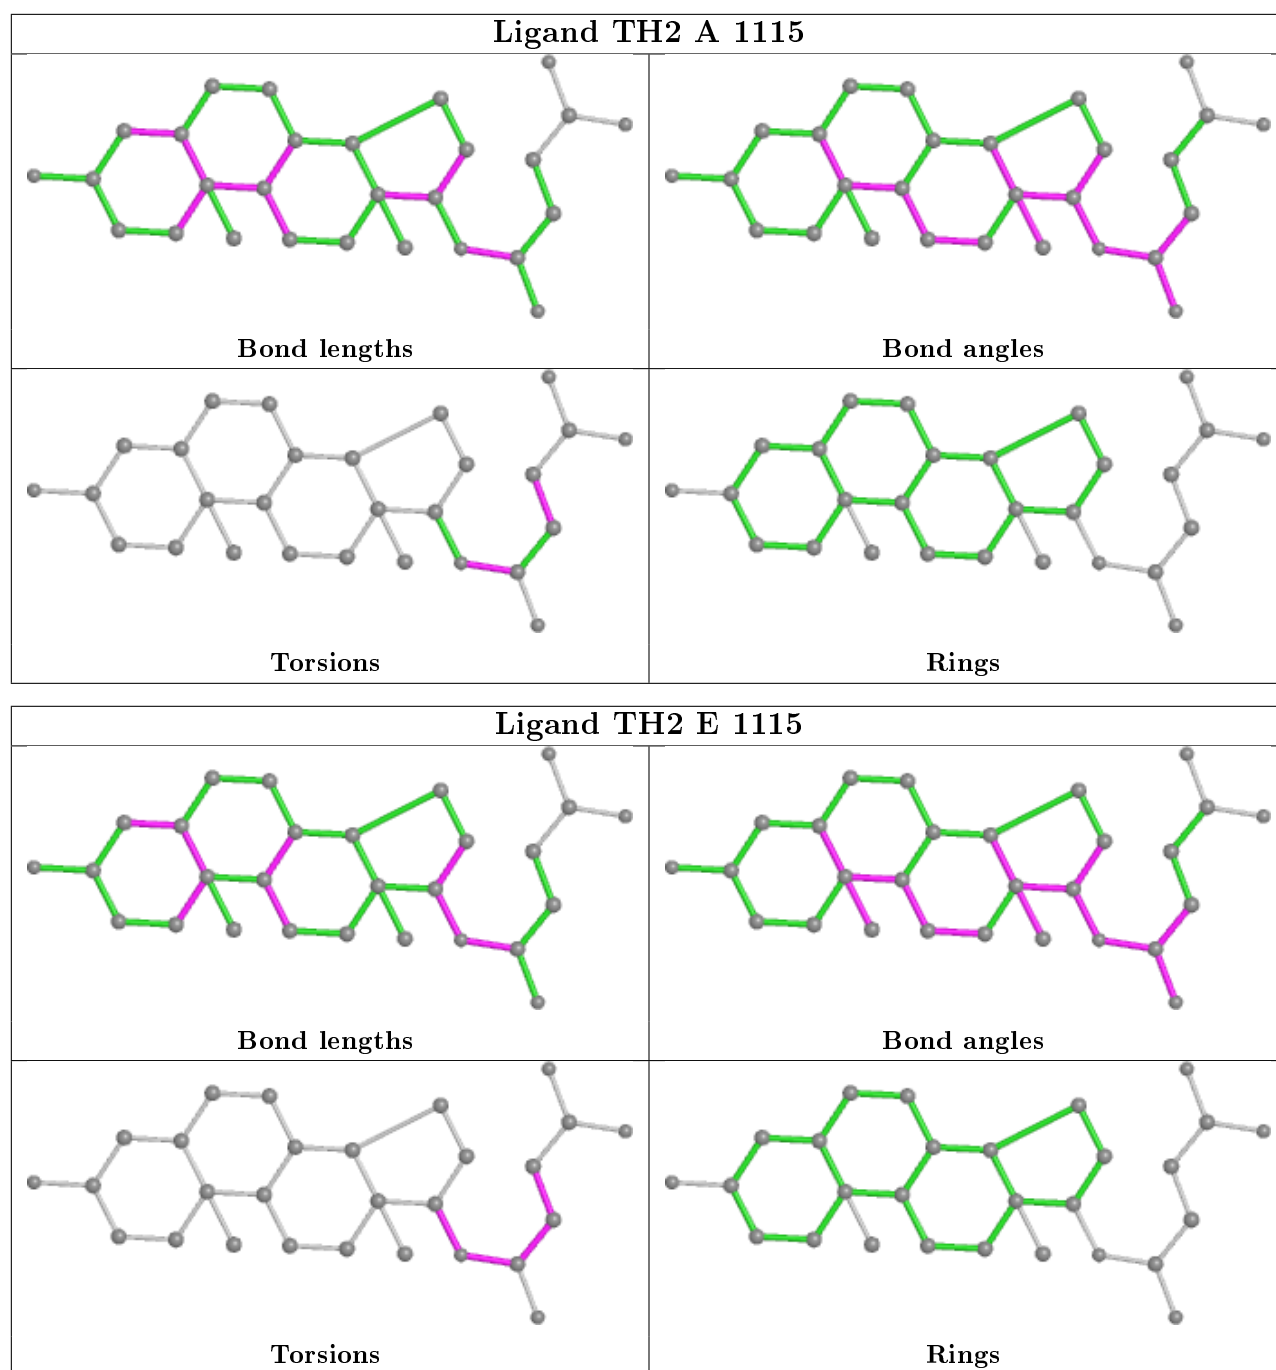 Ligand TH2 A 1115
Bond lengths
Bond angles
Torsions
Rings
Ligand TH2 E 1115
Bond lengths
Bond angles
Torsions
Rings